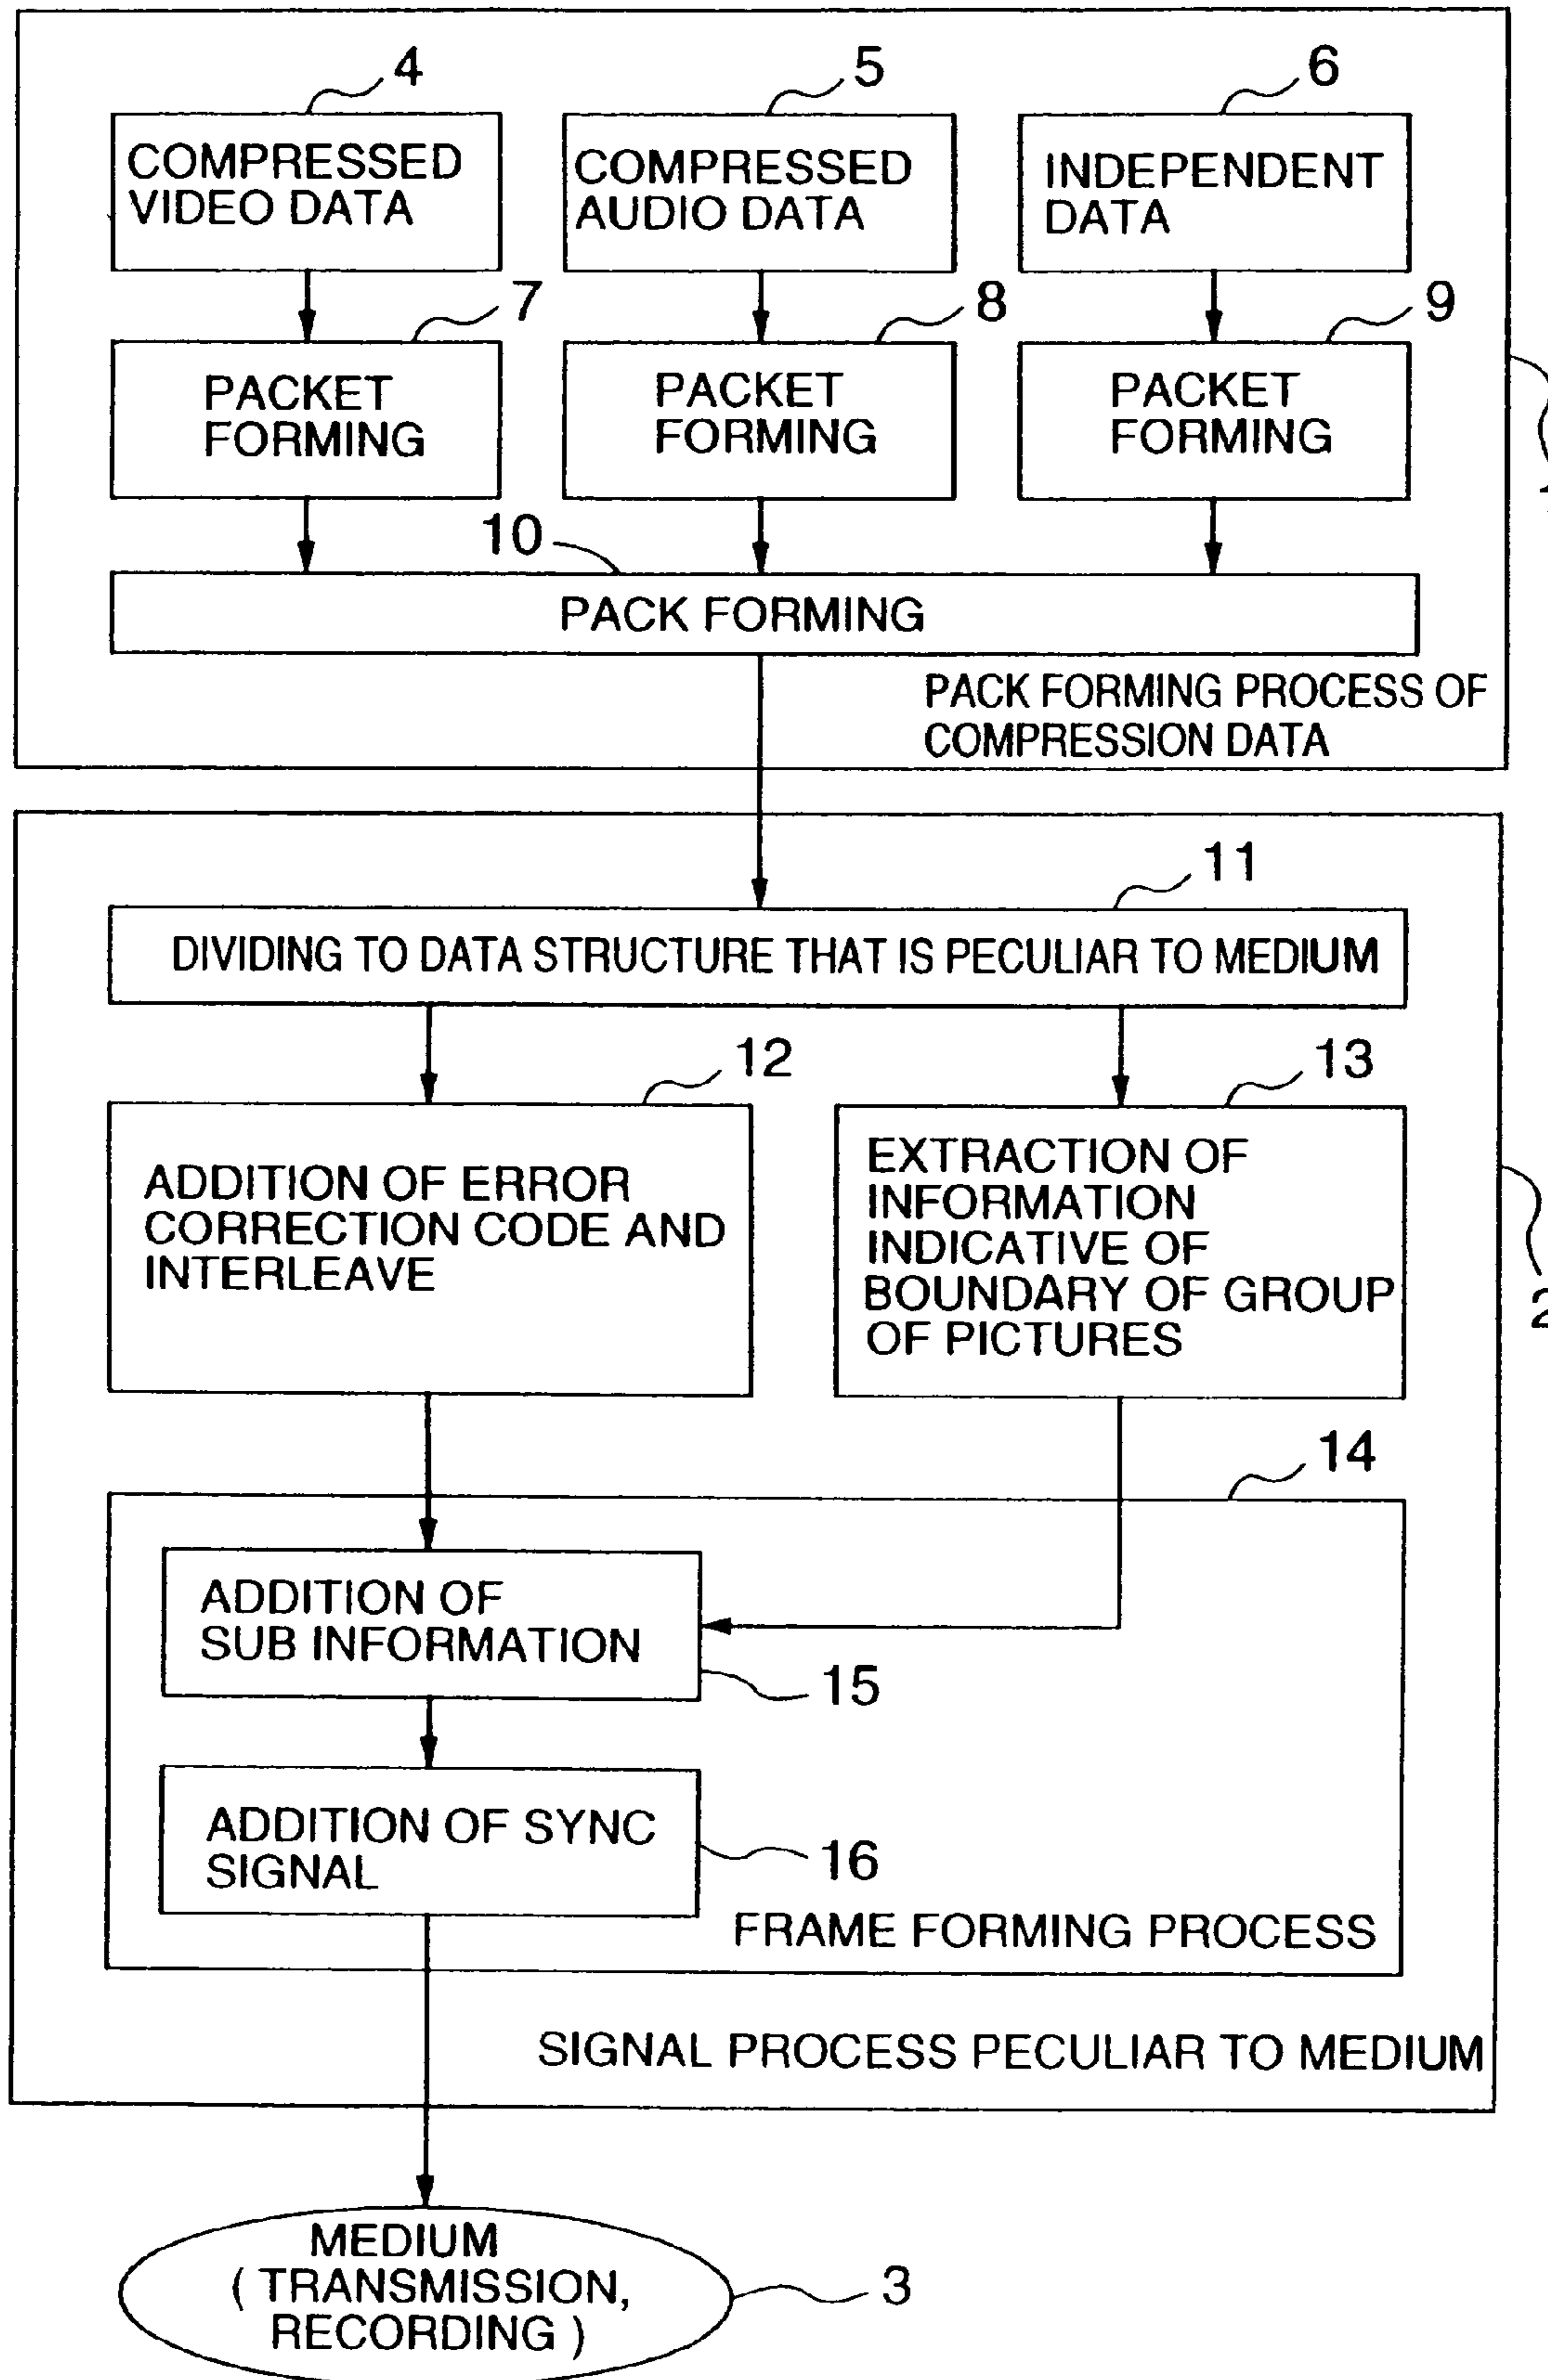 4
5
6
COMPRESSED
VIDEO DATA
COMPRESSED
AUDIO DATA
INDEPENDENT
DATA
7
8
9
PACKET
FORMING
PACKET
FORMING
PACKET
FORMING
10
PACK FORMING
PACK FORMING PROCESS OF
COMPRESSION DATA
11
DIVIDING TO DATA STRUCTURE THAT IS PECULIAR TO MEDIUM
12
13
ADDITION OF ERROR
CORRECTION CODE AND
INTERLEAVE
EXTRACTION OF
INFORMATION
INDICATIVE OF
BOUNDARY OF GROUP
OF PICTURES
2
14
ADDITION OF
SUB INFORMATION
15
ADDITION OF SYNC
SIGNAL
16
FRAME FORMING PROCESS
SIGNAL PROCESS PECULIAR TO MEDIUM
MEDIUM
( TRANSMISSION,
RECORDING )
3